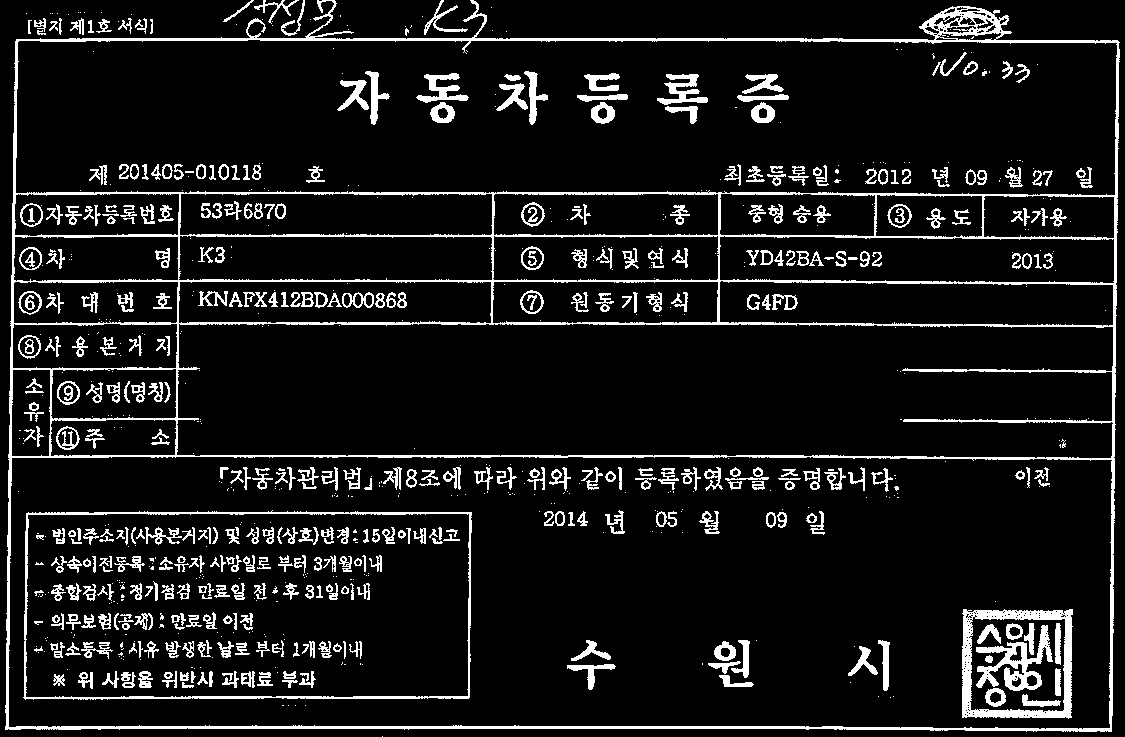 [별지 제1호 서식]
K3
No. 33
자동차등록증
제 201405-010118 호
최초등록일: 2012 년 09 월 27 일
①자동차등록번호 53라6870 ② 차 종 중형 승용 ③ 용도 자가용
④차 명 K3 ⑤ 형식및연식 YD42BA-S-92 2013
⑥차대번호 KNAFX412BDA000868 ⑦ 원동기형식 G4FD
⑧사용본거지
소유자
⑨성명(명칭)
⑪주 소
「자동차관리법」제8조에 따라 위와 같이 등록하였음을 증명합니다.
이전
2014 년 05 월 09 일
- 법인주소지(사용본거지) 및 성명(상호)변경:15일이내신고
- 상속이전등록:소유자 사망일로 부터 3개월이내
- 종합검사:정기점검 만료일 전·후 31일이내
- 의무보험(공제):만료일 이전
- 말소등록:사유 발생한 날로 부터 1개월이내
※ 위 사항을 위반시 과태료 부과
수 원 시